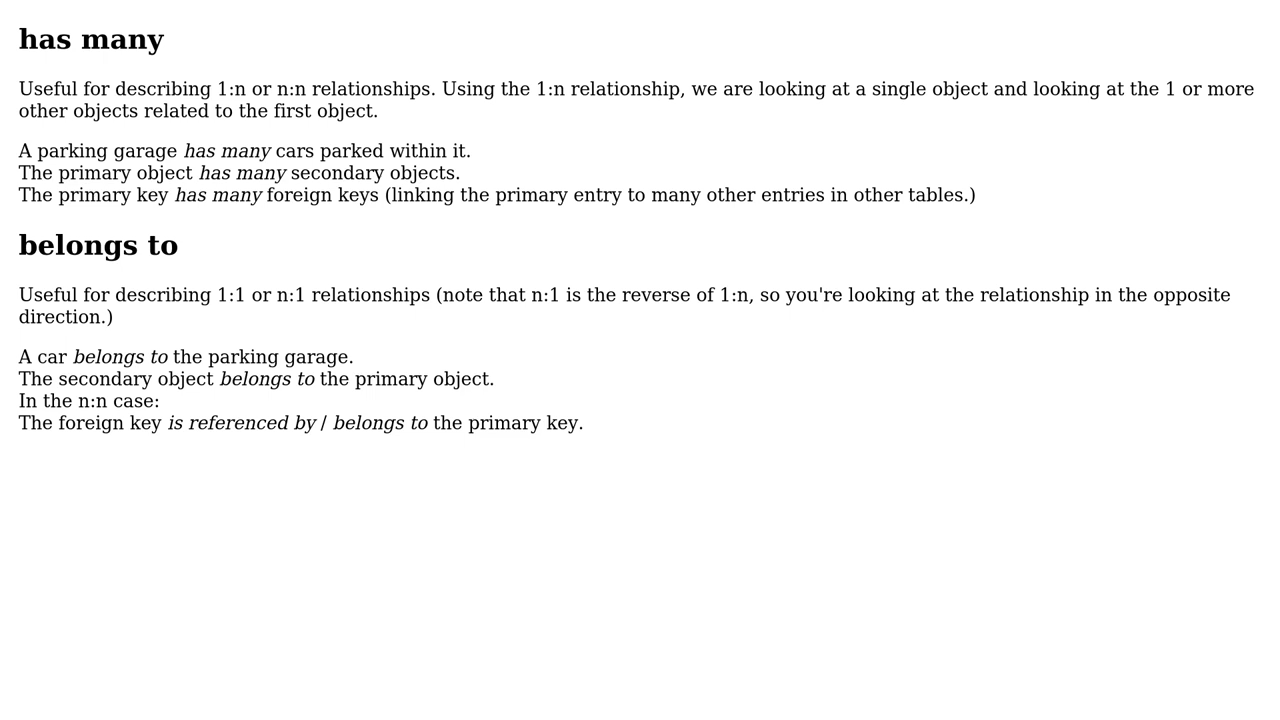 has many
Useful for describing 1:n or n:n relationships. Using the 1:n relationship, we are looking at a single object and looking at the 1 or more
other objects related to the first object.
A parking garage has many cars parked within it.
The primary object has many secondary objects.
The primary key has many foreign keys (linking the primary entry to many other entries in other tables.)
belongs to
Useful for describing 1:1 or n:1 relationships (note that n:1 is the reverse of 1:n, so you're looking at the relationship in the opposite
direction.)
A car belongs to the parking garage.
The secondary object belongs to the primary object.
In the n:n case:
The foreign key is referenced by / belongs to the primary key.